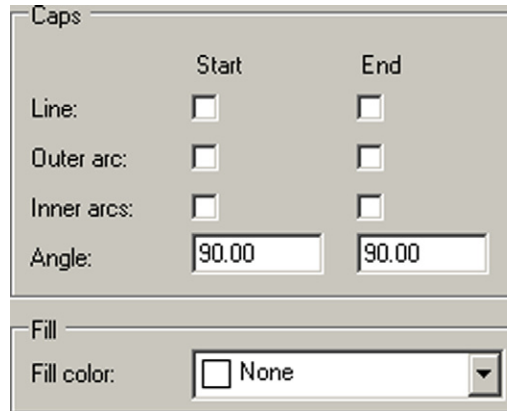 Caps
Start End
Line:
Outer arc:
Inner arcs:
Angle: 90.00 90.00
Fill
Fill color: None